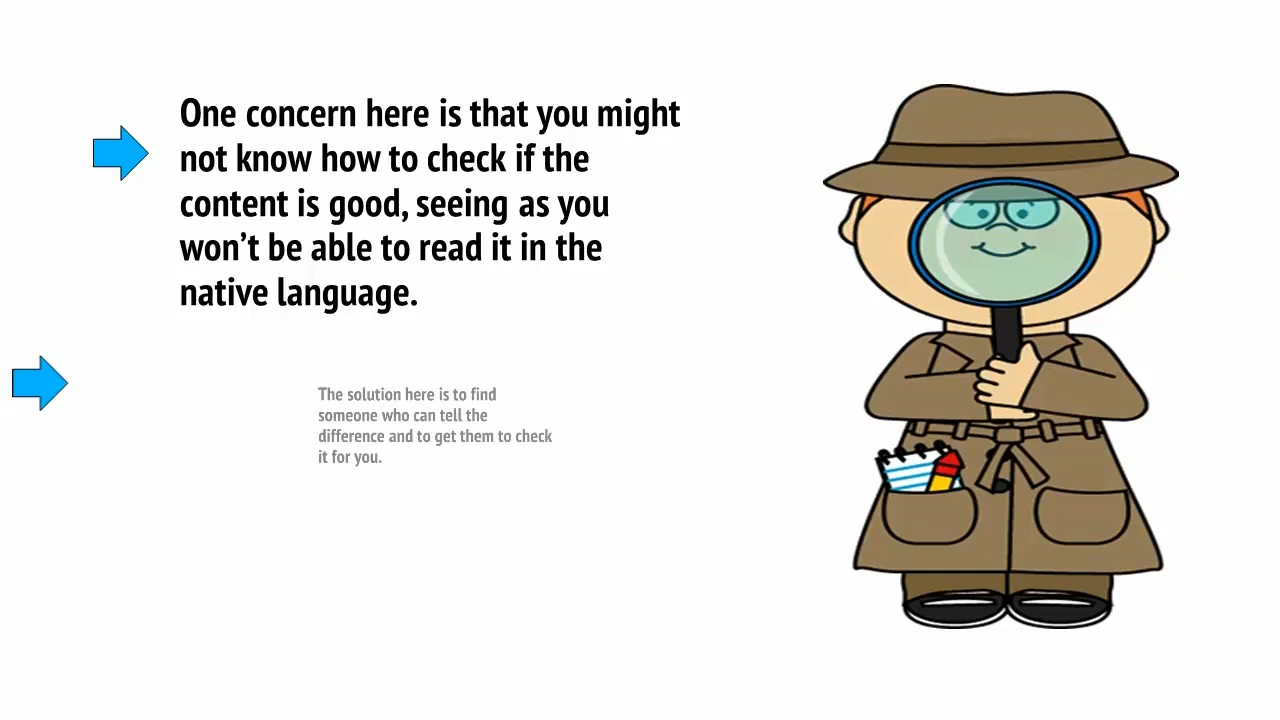 One concern here is that you might
not know how to check if the
content is good, seeing as you
won’t be able to read it in the
native language.
The solution here is to find
someone who can tell the
difference and to get them to check
it for you.